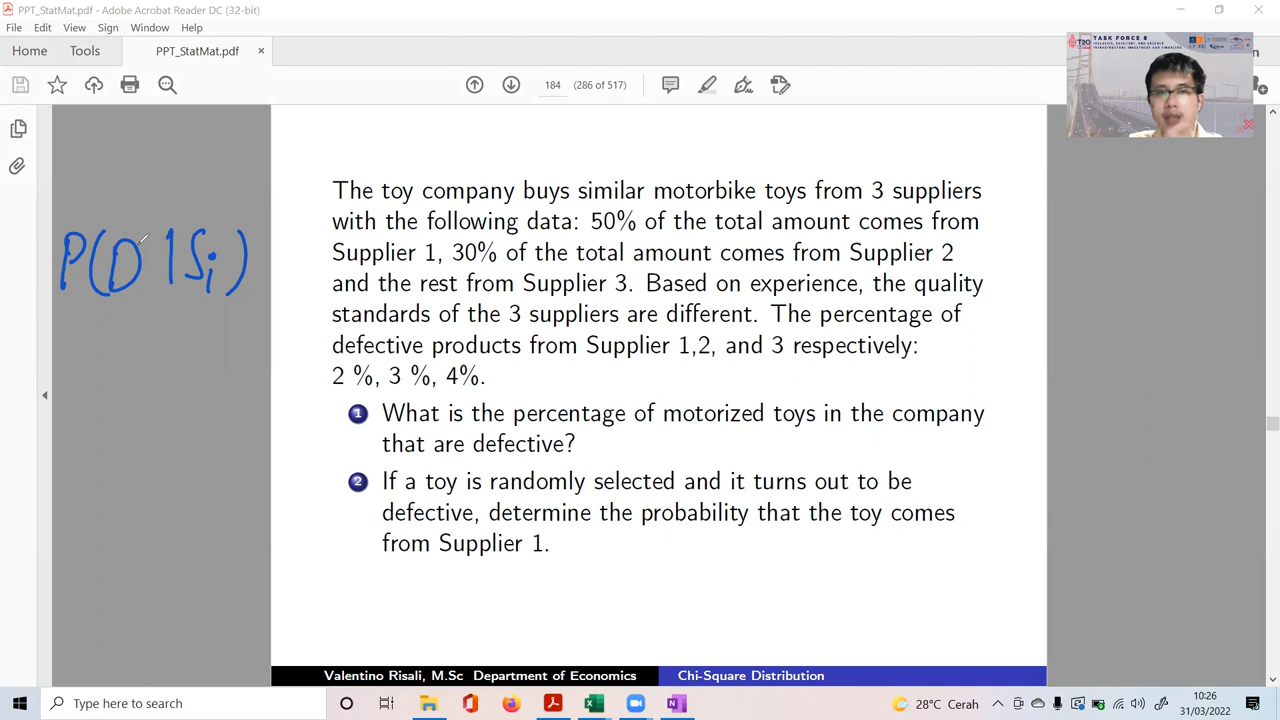 PPT_StatMat.pdf - Adobe Acrobat Reader DC (32-bit)
File Edit View Sign Window Help
Home Tools PPT_StatMat.pdf ×
184 (286 of 517)
TASK FORCE 8
T20
P(D | Si)
The toy company buys similar motorbike toys from 3 suppliers
with the following data: 50% of the total amount comes from
Supplier 1, 30% of the total amount comes from Supplier 2
and the rest from Supplier 3. Based on experience, the quality
standards of the 3 suppliers are different. The percentage of
defective products from Supplier 1,2, and 3 respectively:
2 %, 3 %, 4%.
1 What is the percentage of motorized toys in the company
that are defective?
2 If a toy is randomly selected and it turns out to be
defective, determine the probability that the toy comes
from Supplier 1.
Valentino Risali, M.Sc Department of Economics Chi-Square Distribution
Type here to search
28°C Cerah
10:26
31/03/2022